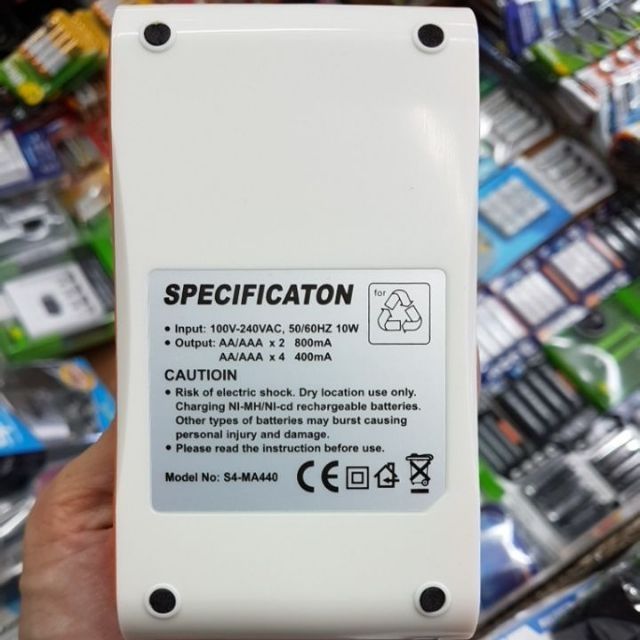 SPECIFICATON
for
• Input: 100V-240VAC, 50/60HZ 10W
• Output: AA/AAA x 2 800mA
AA/AAA x 4 400mA
CAUTIOIN
• Risk of electric shock. Dry location use only.
Charging NI-MH/NI-cd rechargeable batteries.
Other types of batteries may burst causing
personal injury and damage.
• Please read the instruction before use.
Model No: S4-MA440 CE